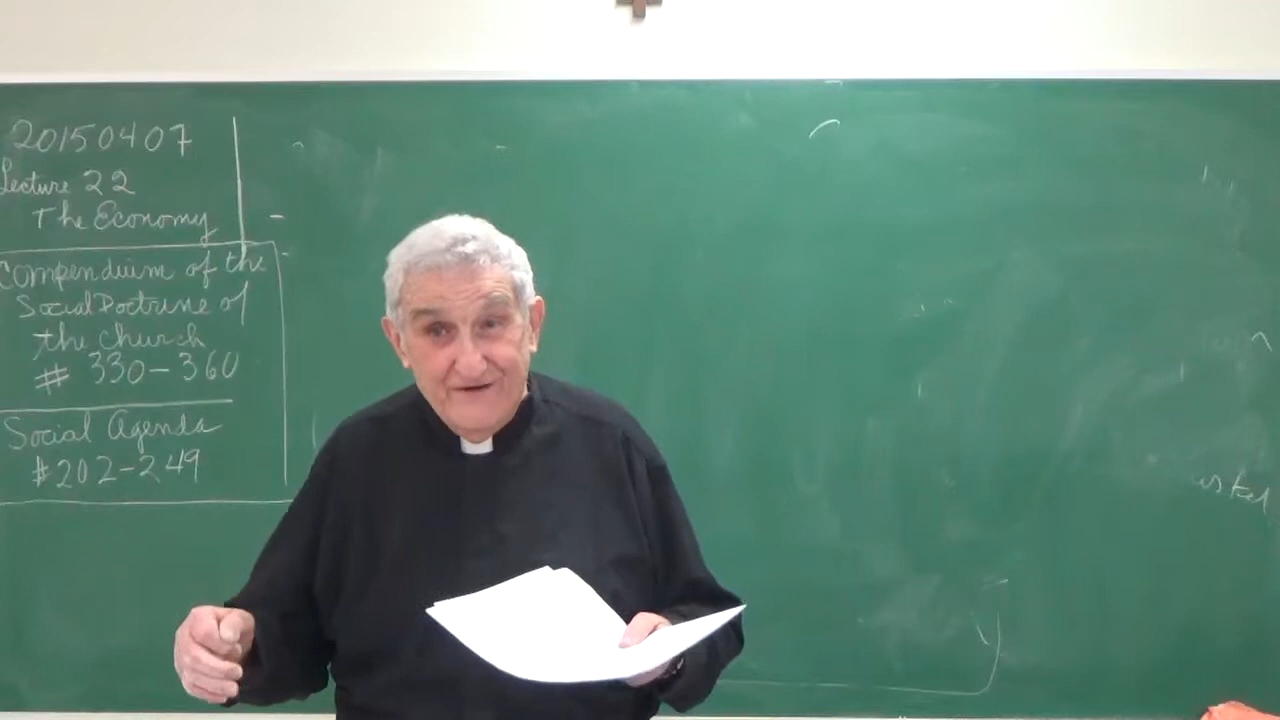 20150407
Lecture 22
The Economy
Compendium of the
Social Doctrine of
the Church
# 330-360
Social Agenda
#202-249